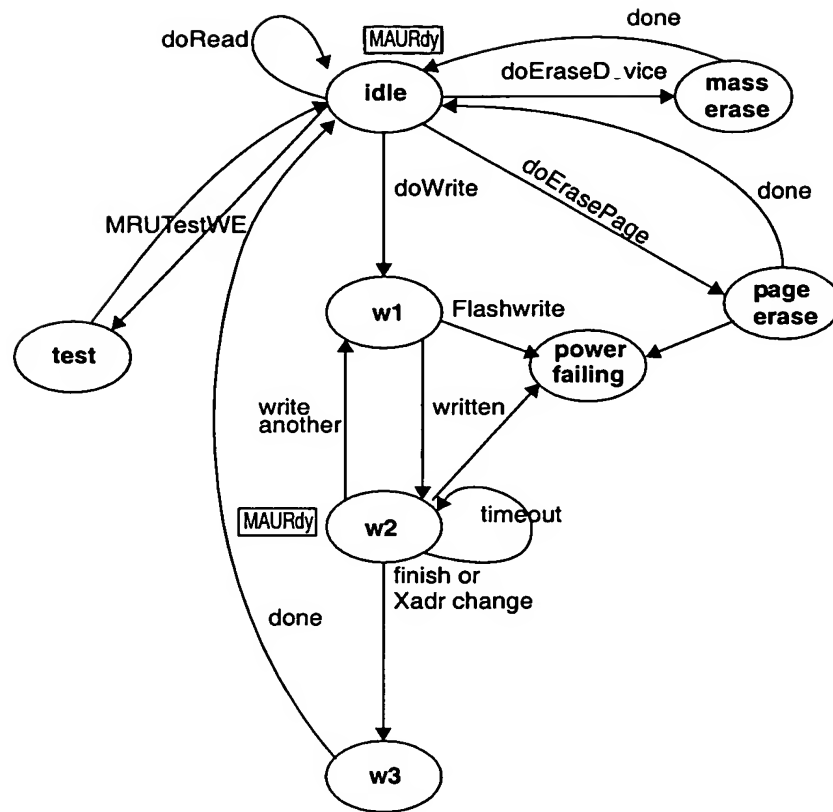 doRead
MAURdy
done
idle
doEraseD_vice
mass
erase
doWrite
doErasePage
done
MRUTestWE
w1
Flashwrite
page
erase
test
power
failing
write
another
written
MAURdy
w2
timeout
finish or
Xadr change
done
w3